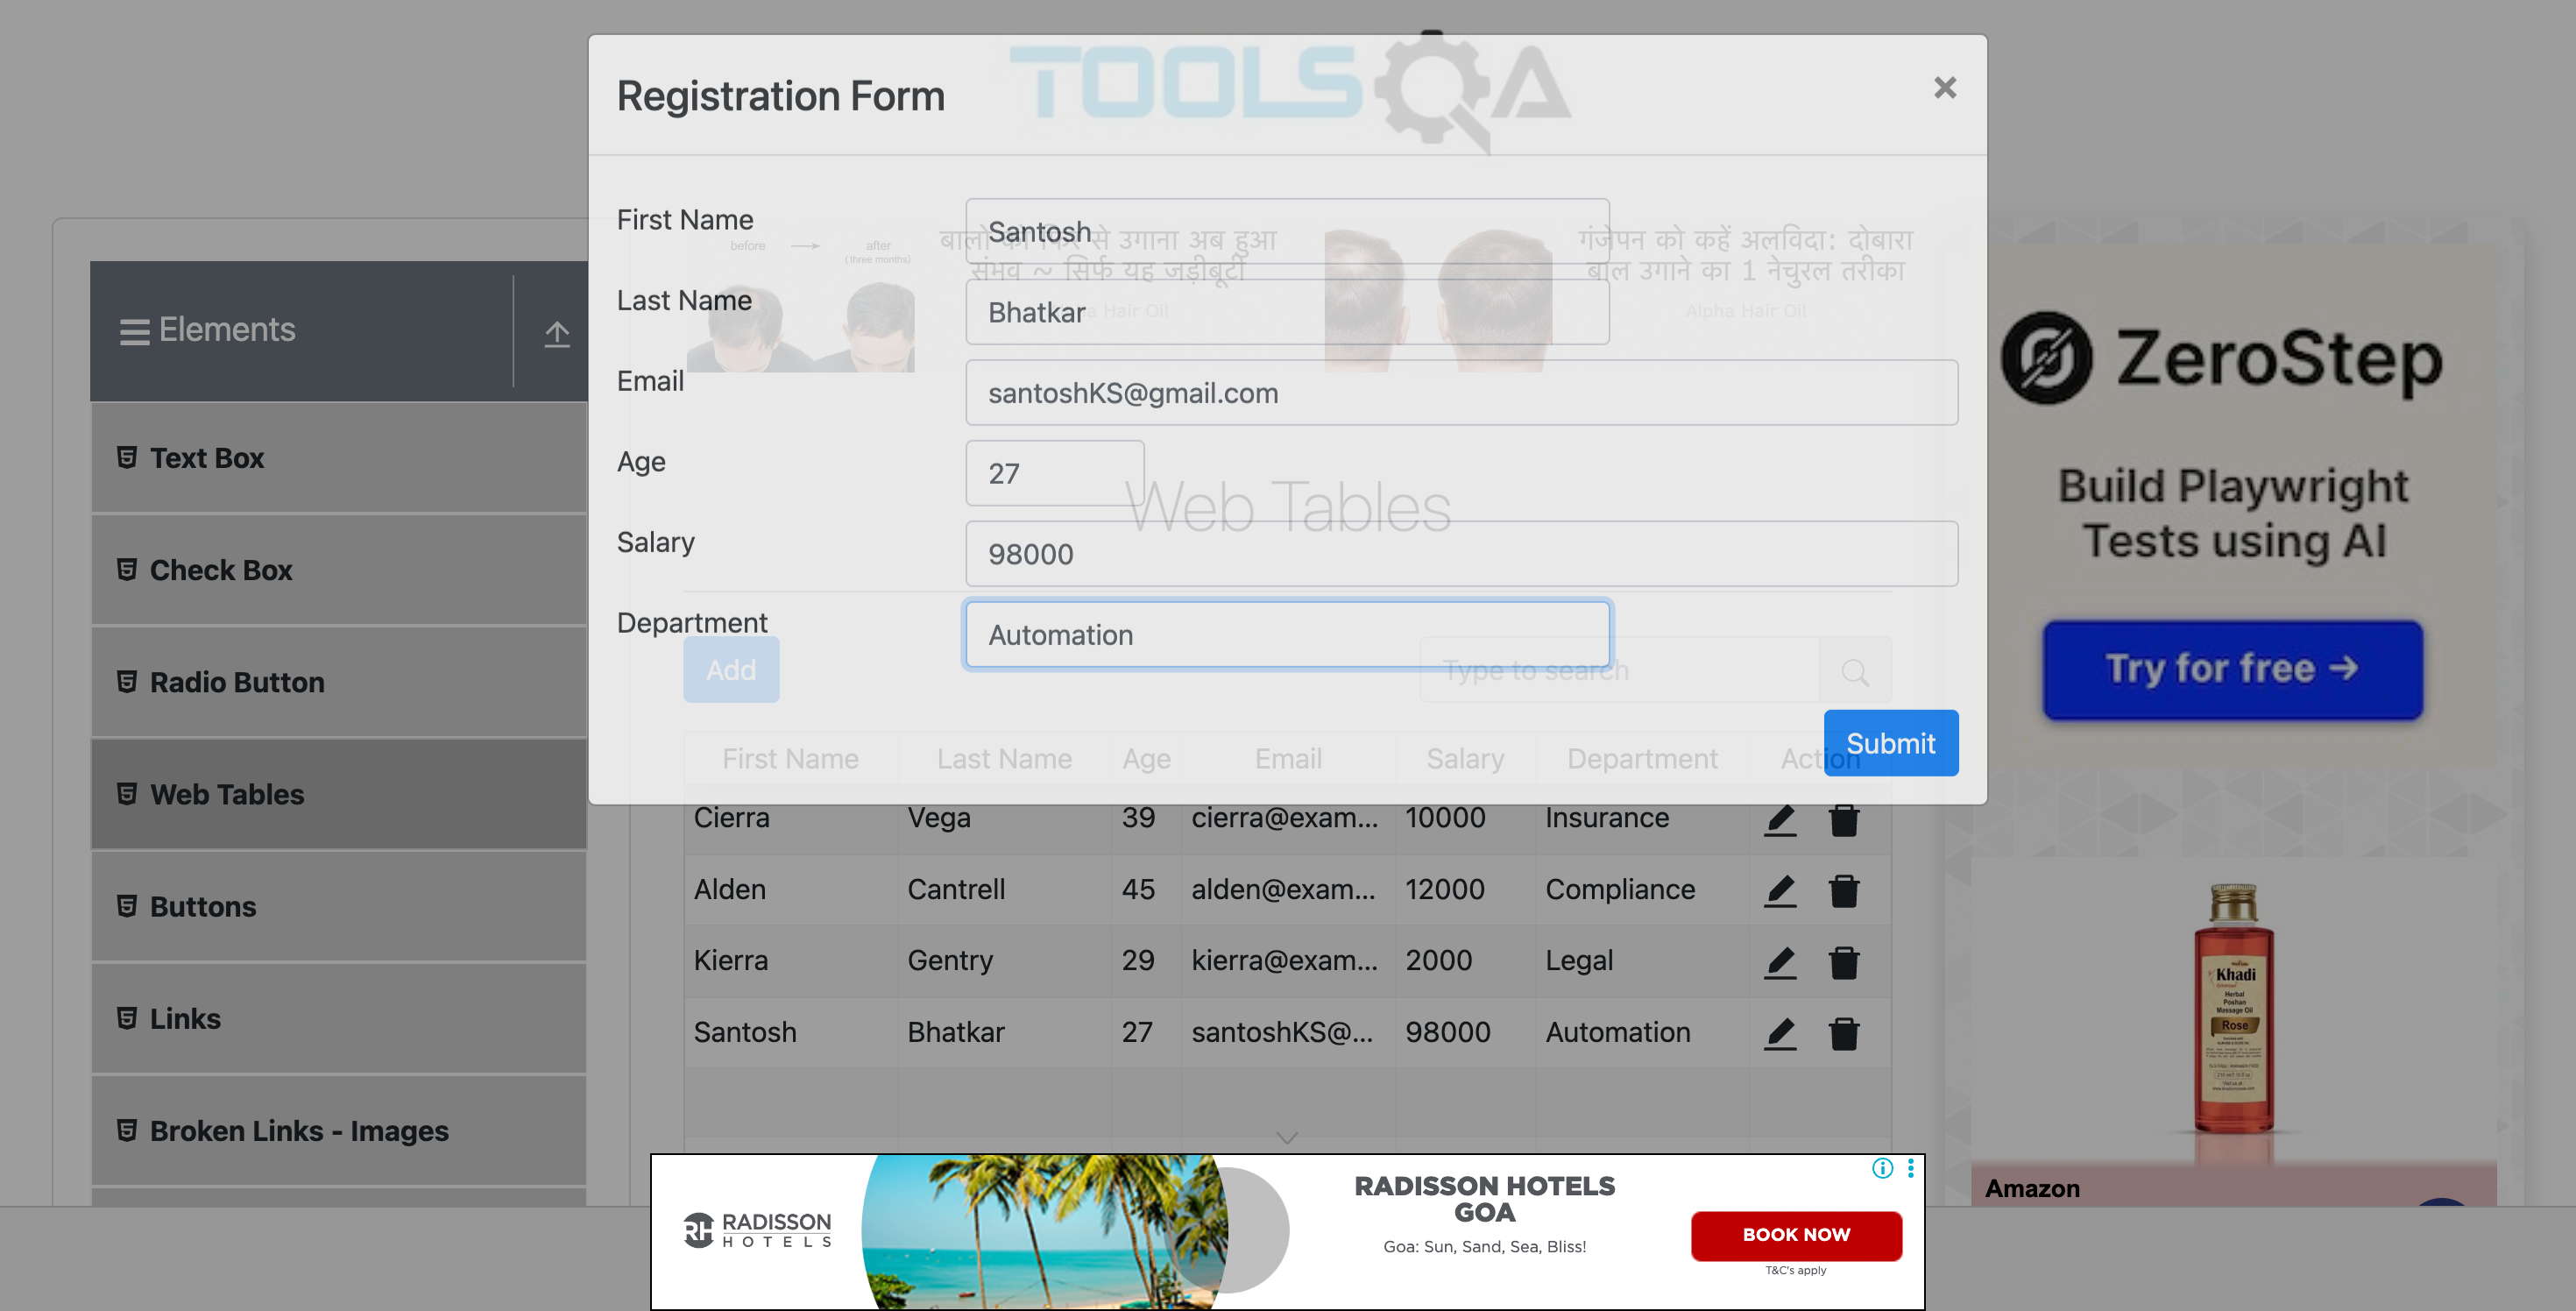 TOOLSQA
Registration Form
×
First Name
Santosh
before
after
(three months)
बालों को फिर से उगाना अब हुआ
संभव ~ सिर्फ यह जड़ीबूटी
गंजेपन को कहें अलविदा: दोबारा
बाल उगाने का 1 नेचुरल तरीका
Alpha Hair Oil
Last Name
Bhatkar
Hair Oil
Email
santoshKS@gmail.com
Age
27
Web Tables
Salary
98000
Department
Automation
Add
Type to search
Submit
First Name Last Name Age Email Salary Department Action
Cierra Vega 39 cierra@exam... 10000 Insurance
Alden Cantrell 45 alden@exam... 12000 Compliance
Kierra Gentry 29 kierra@exam... 2000 Legal
Santosh Bhatkar 27 santoshKS@... 98000 Automation
Elements
Text Box
Check Box
Radio Button
Web Tables
Buttons
Links
Broken Links - Images
ZeroStep
Build Playwright
Tests using AI
Try for free →
Khadi
Herbal
Poshan
Massage Oil
Rose
Amazon
RH RADISSON
HOTELS
RADISSON HOTELS
GOA
Goa: Sun, Sand, Sea, Bliss!
BOOK NOW
T&C's apply